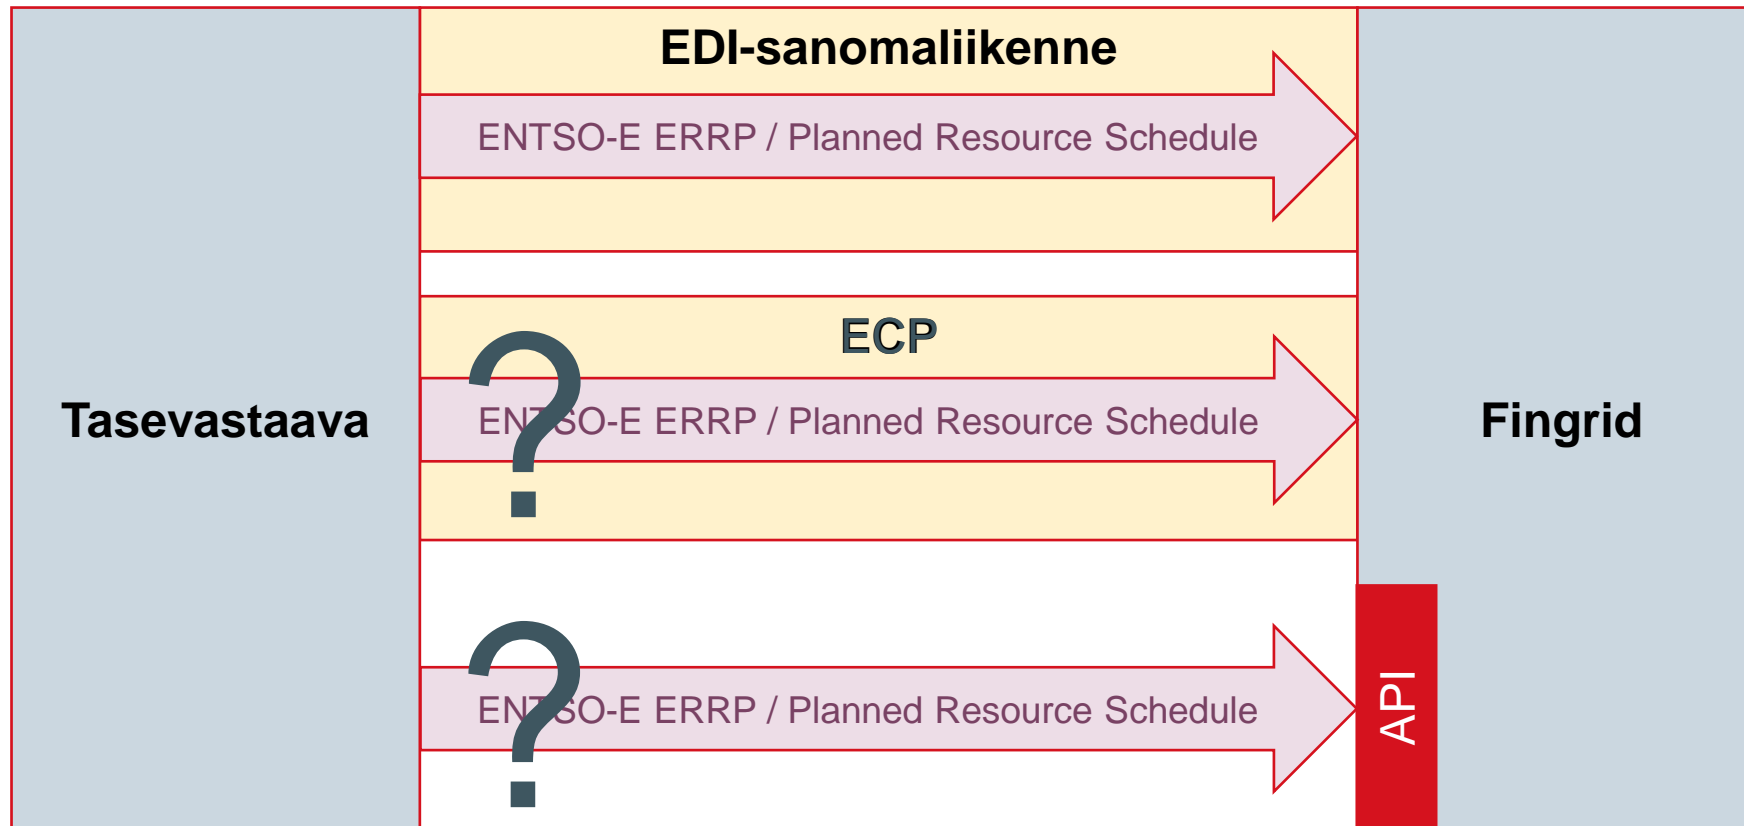 EDI-sanomaliikenne
ENTSO-E ERRP / Planned Resource Schedule
ECP
?
Tasevastaava
ENTSO-E ERRP / Planned Resource Schedule
Fingrid
?
ENTSO-E ERRP / Planned Resource Schedule
API